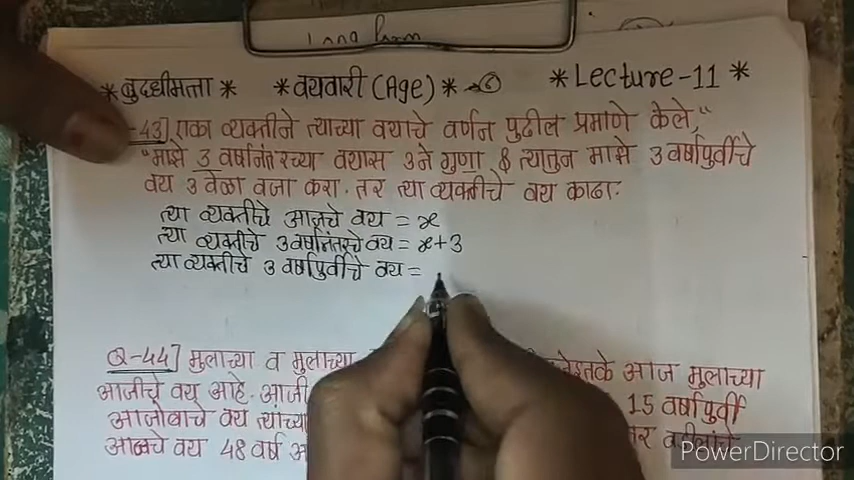 *बुदधीमत्ता* *वयवारी (Age)* → ⑥ *Lecture-11*
-43] एका व्यक्तीने त्याच्या वयाचे वर्णन पुढील प्रमाणे केले,"
"माझे 3 वर्षानंतरच्या वयास 3ने गुणा & त्यातुन माझे 3 वर्षापुर्वीचे
वय 3 वेळा वजा करा. तर त्या व्यक्तीचे वय काढा.
त्या व्यक्तीचे आजचे वय = x
त्या व्यक्तीचे 3 वर्षानंतरचे वय = x+3
त्या व्यक्तीचे 3 वर्षापुर्वीचे वय =
Q-44] मुलाच्या व मुलाच्या आज मुलाच्या
आजीचे वय आहे. आजी 15 वर्षापुर्वी
आजोबाचे वय त्यांच्या
आजचे वय 48 वर्ष
PowerDirector